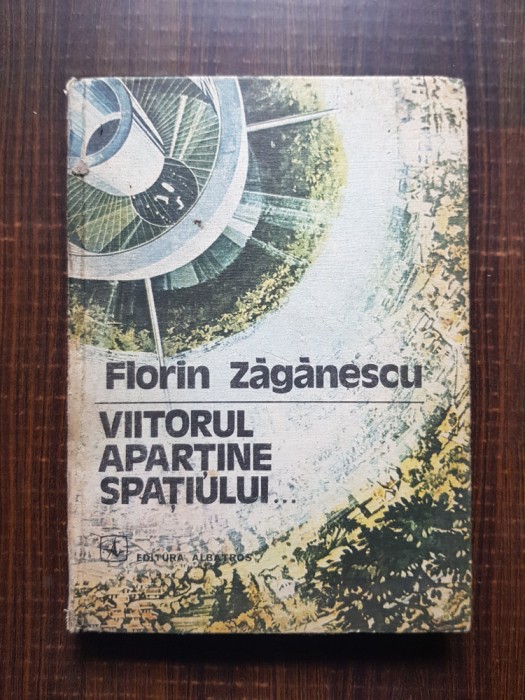 Florin Zăgănescu
VIITORUL
APARȚINE
SPAȚIULUI...
EDITURA ALBATROS